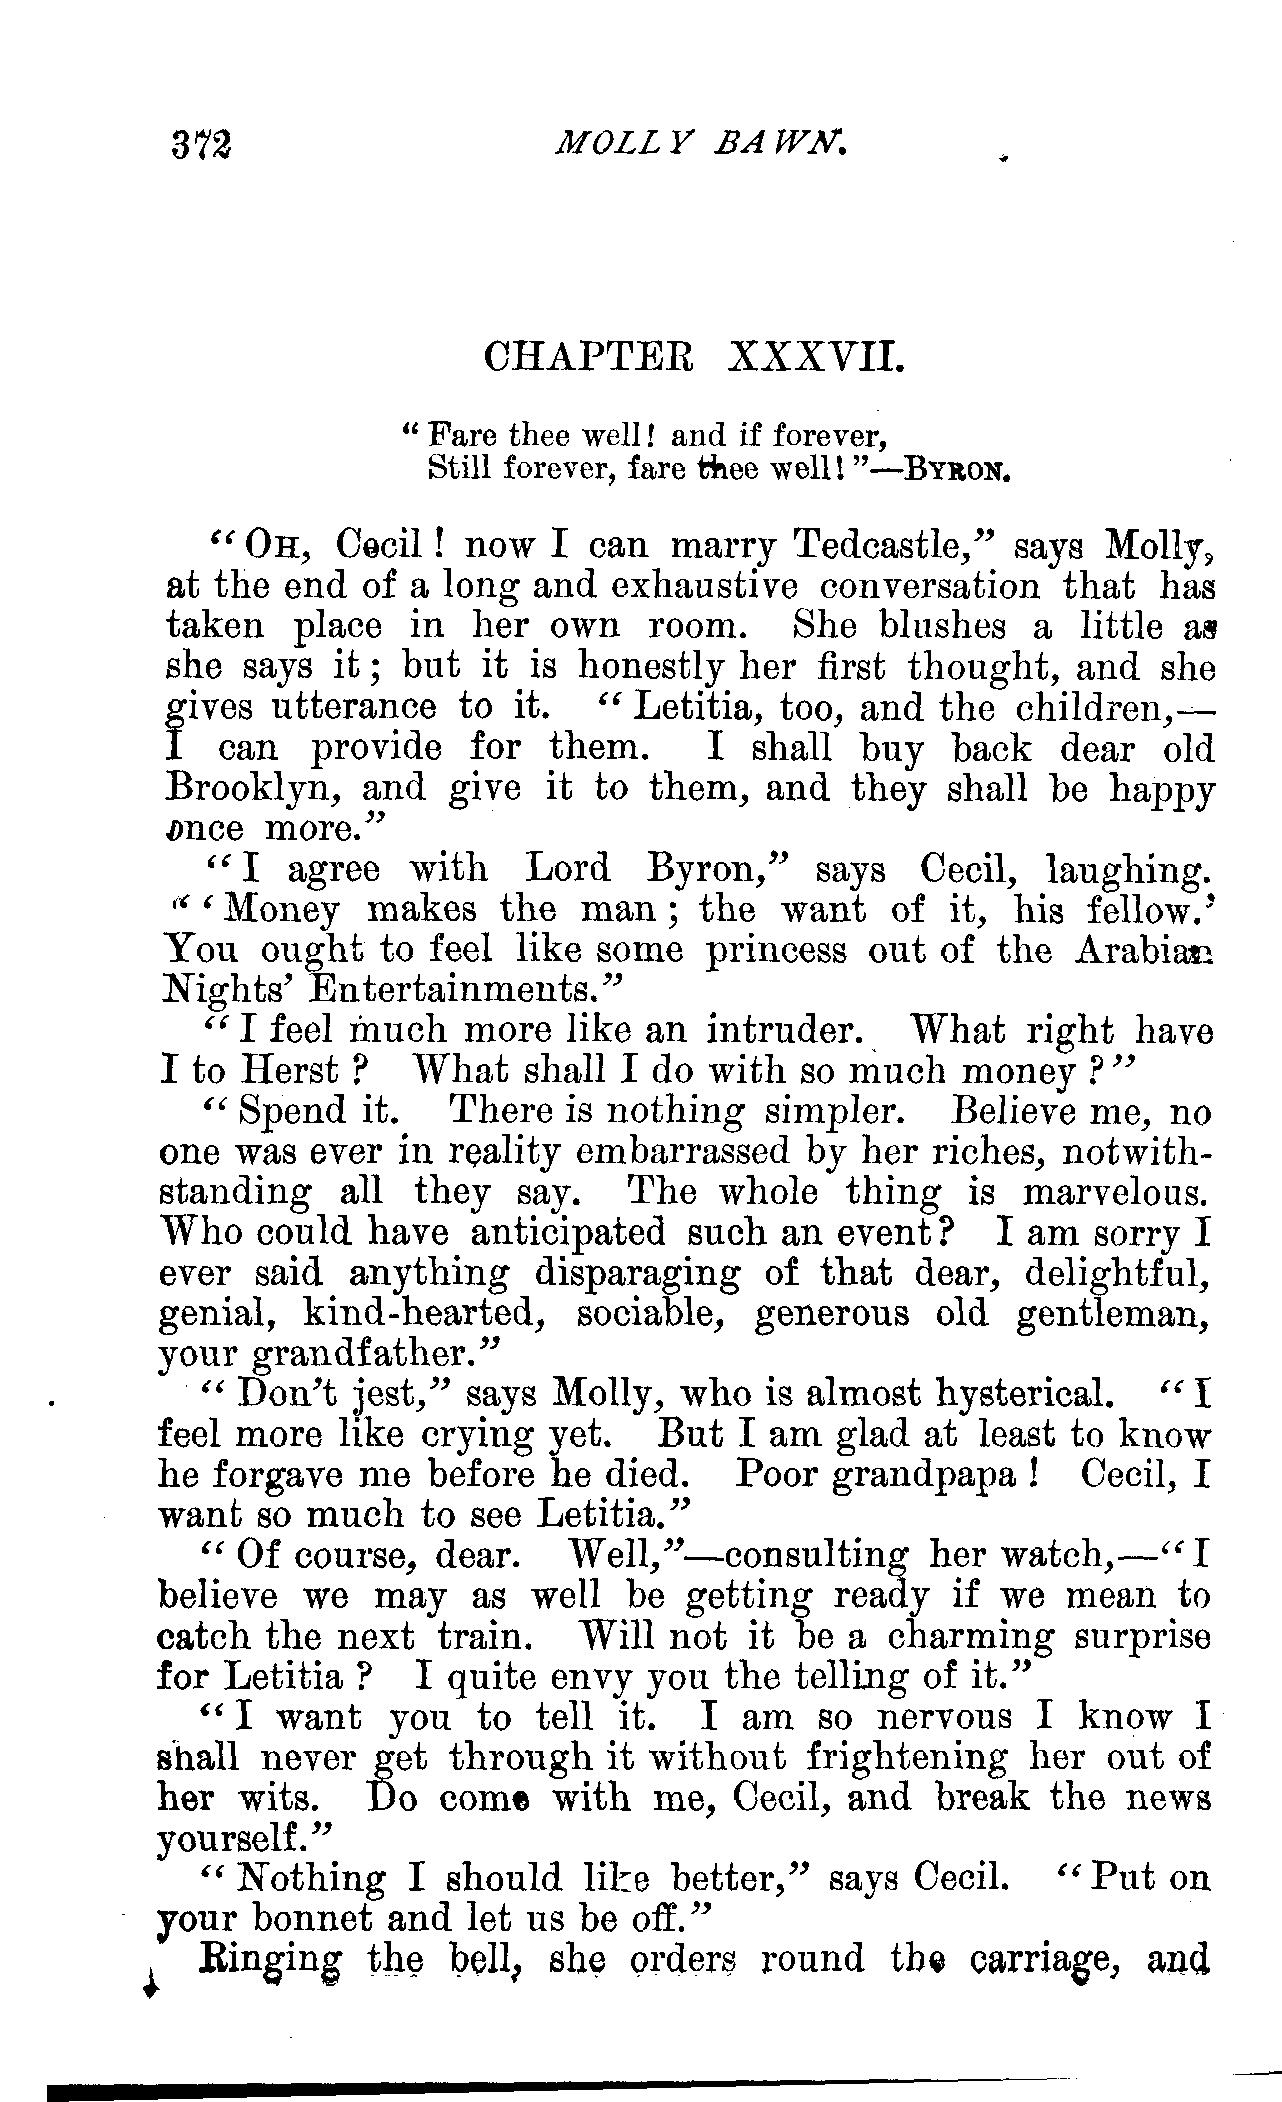 372 MOLLY BAWN.
CHAPTER XXXVII.
“Fare thee well! and if forever,
Still forever, fare thee well!”—BYRON.
“OH, Cecil! now I can marry Tedcastle,” says Molly,
at the end of a long and exhaustive conversation that has
taken place in her own room. She blushes a little as
she says it; but it is honestly her first thought, and she
gives utterance to it. “Letitia, too, and the children,—
I can provide for them. I shall buy back dear old
Brooklyn, and give it to them, and they shall be happy
once more.”
“I agree with Lord Byron,” says Cecil, laughing.
“‘Money makes the man; the want of it, his fellow.’
You ought to feel like some princess out of the Arabian
Nights’ Entertainments.”
“I feel much more like an intruder. What right have
I to Herst? What shall I do with so much money?”
“Spend it. There is nothing simpler. Believe me, no
one was ever in reality embarrassed by her riches, notwith-
standing all they say. The whole thing is marvelous.
Who could have anticipated such an event? I am sorry I
ever said anything disparaging of that dear, delightful,
genial, kind-hearted, sociable, generous old gentleman,
your grandfather.”
“Don’t jest,” says Molly, who is almost hysterical. “I
feel more like crying yet. But I am glad at least to know
he forgave me before he died. Poor grandpapa! Cecil, I
want so much to see Letitia.”
“Of course, dear. Well,”—consulting her watch,—“I
believe we may as well be getting ready if we mean to
catch the next train. Will not it be a charming surprise
for Letitia? I quite envy you the telling of it.”
“I want you to tell it. I am so nervous I know I
shall never get through it without frightening her out of
her wits. Do come with me, Cecil, and break the news
yourself.”
“Nothing I should like better,” says Cecil. “Put on
your bonnet and let us be off.”
Ringing the bell, she orders round the carriage, and